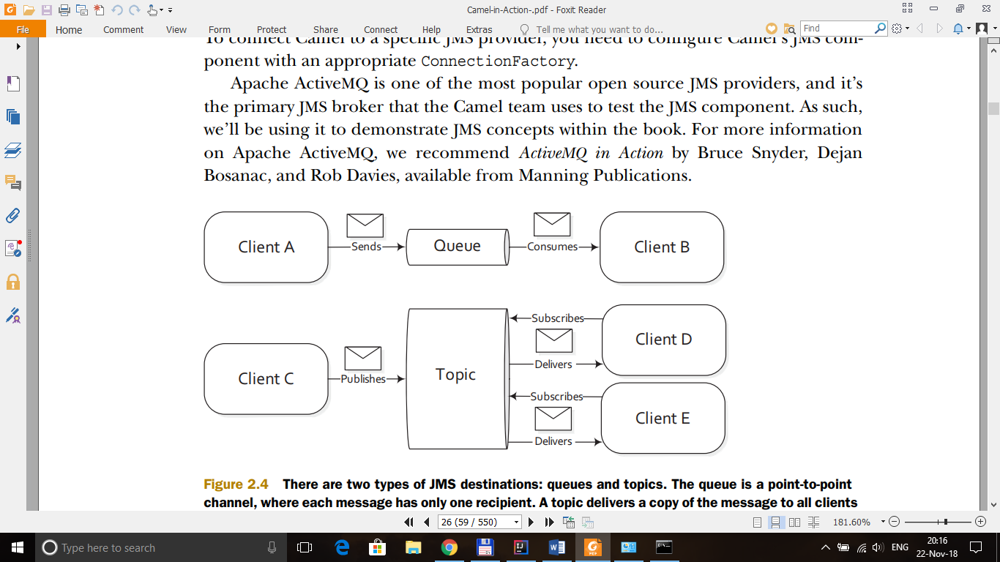 Camel-in-Action-.pdf - Foxit Reader
File Home Comment View Form Protect Share Connect Help Extras Tell me what you want to do... Find
To connect Camel to a specific JMS provider, you need to configure Camel's JMS com-
ponent with an appropriate ConnectionFactory.
Apache ActiveMQ is one of the most popular open source JMS providers, and it's
the primary JMS broker that the Camel team uses to test the JMS component. As such,
we'll be using it to demonstrate JMS concepts within the book. For more information
on Apache ActiveMQ, we recommend ActiveMQ in Action by Bruce Snyder, Dejan
Bosanac, and Rob Davies, available from Manning Publications.
Client A
Sends
Queue
Consumes
Client B
Client C
Publishes
Topic
Subscribes
Delivers
Client D
Subscribes
Delivers
Client E
Figure 2.4 There are two types of JMS destinations: queues and topics. The queue is a point-to-point
channel, where each message has only one recipient. A topic delivers a copy of the message to all clients
26 (59 / 550)
181.60%
Type here to search
ENG
20:16
22-Nov-18